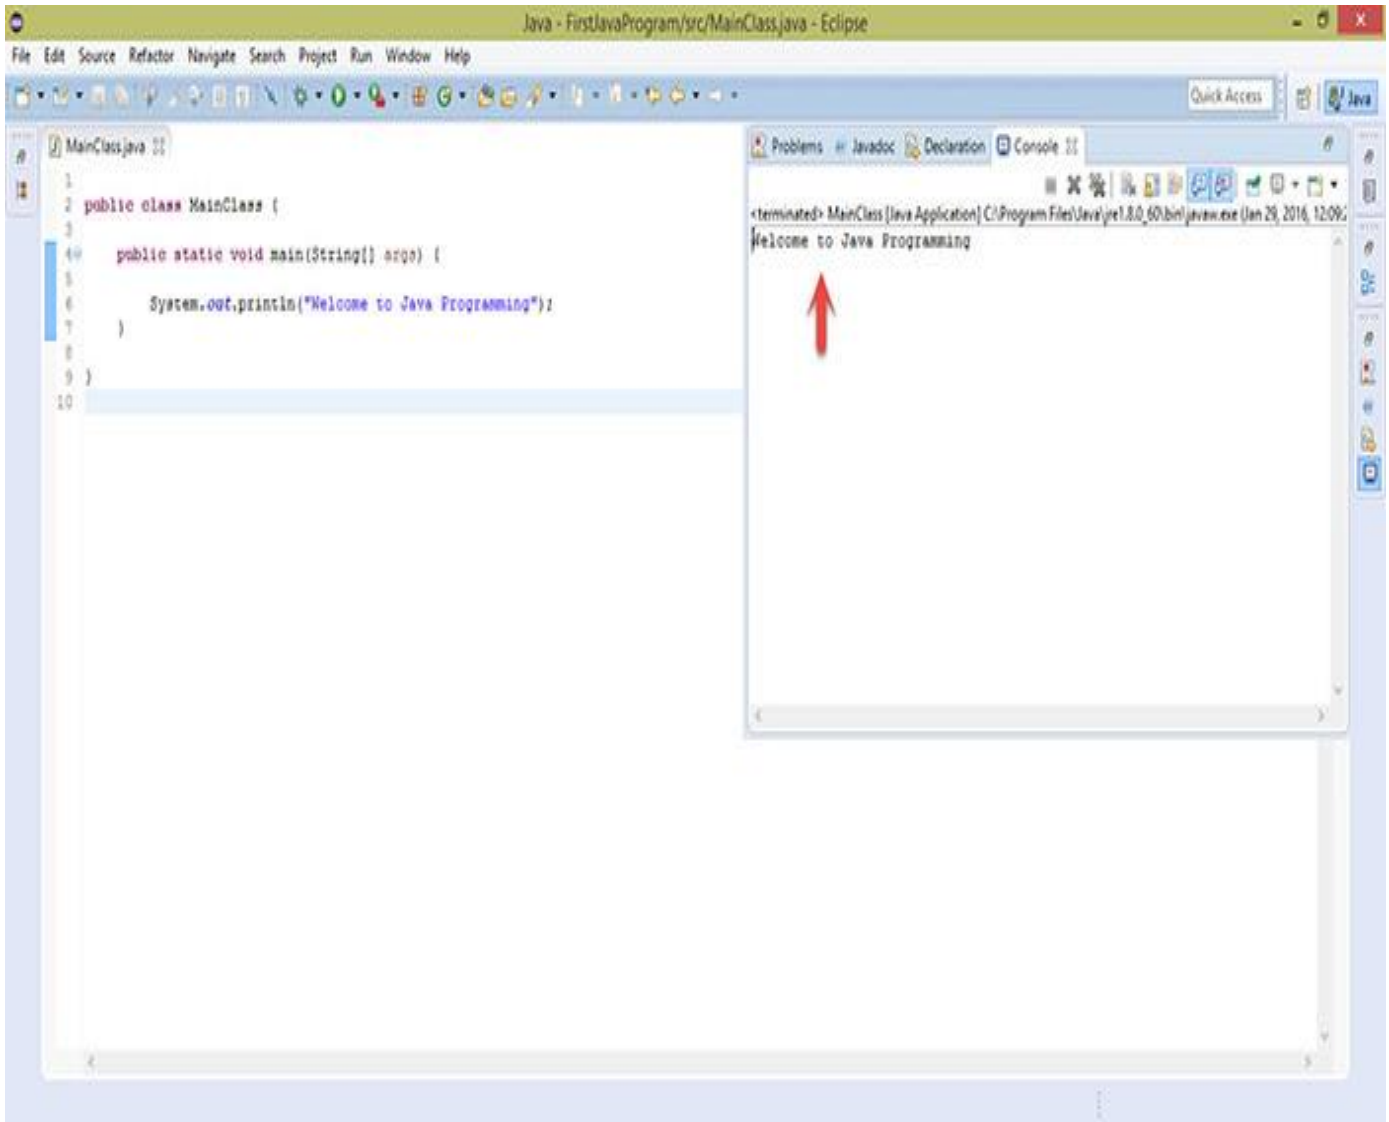 Java - FirstJavaProgram/src/MainClass.java - Eclipse
File Edit Source Refactor Navigate Search Project Run Window Help
Quick Access
Java
MainClass.java
1
2 public class MainClass {
3
4 public static void main(String[] args) {
5
6 System.out.println("Welcome to Java Programming");
7 }
8
9 }
10
Problems Javadoc Declaration Console
<terminated> MainClass [Java Application] C:\Program Files\Java\jre1.8.0_60\bin\javaw.exe (Jan 29, 2016, 12:09:
Welcome to Java Programming